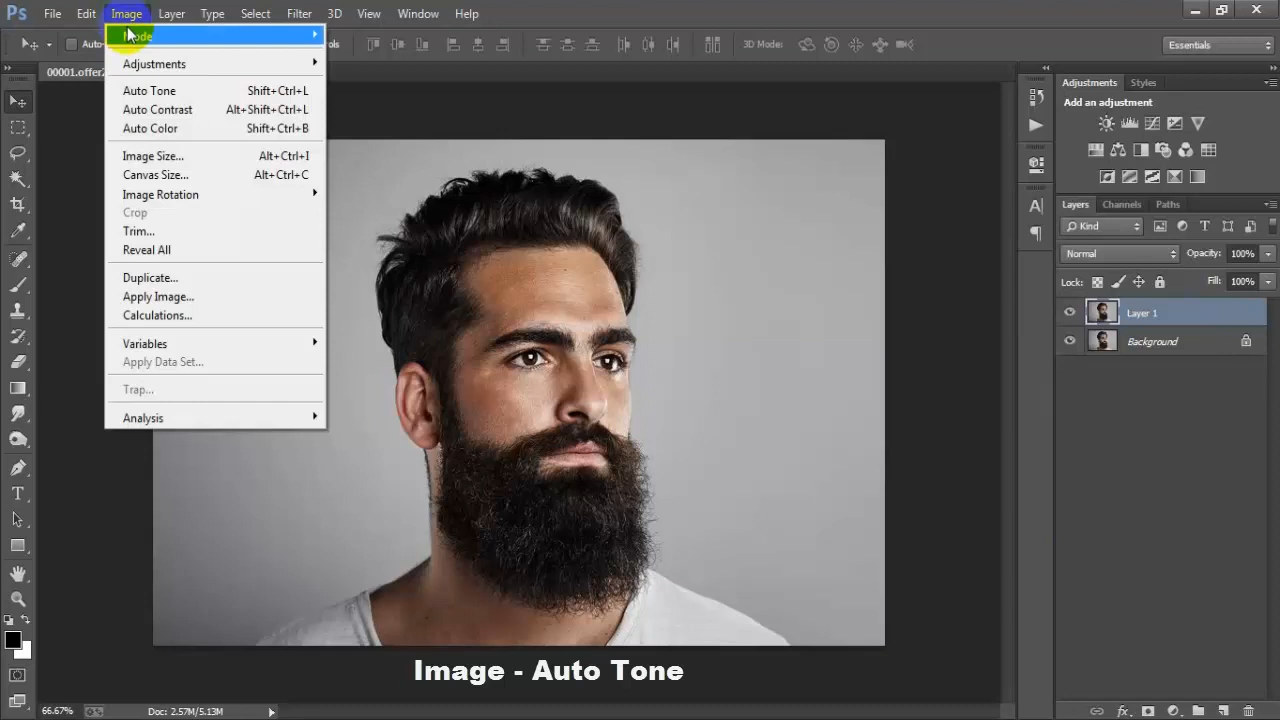 Ps File Edit Image Layer Type Select Filter 3D View Window Help
3D Mode:
Essentials
Mode
Adjustments
Auto Tone Shift+Ctrl+L
Auto Contrast Alt+Shift+Ctrl+L
Auto Color Shift+Ctrl+B
Image Size... Alt+Ctrl+I
Canvas Size... Alt+Ctrl+C
Image Rotation
Crop
Trim...
Reveal All
Duplicate...
Apply Image...
Calculations...
Variables
Apply Data Set...
Trap...
Analysis
Adjustments Styles
Add an adjustment
Layers Channels Paths
Kind
Normal Opacity: 100%
Lock: Fill: 100%
Layer 1
Background
Image - Auto Tone
66.67% Doc: 2.57M/5.13M